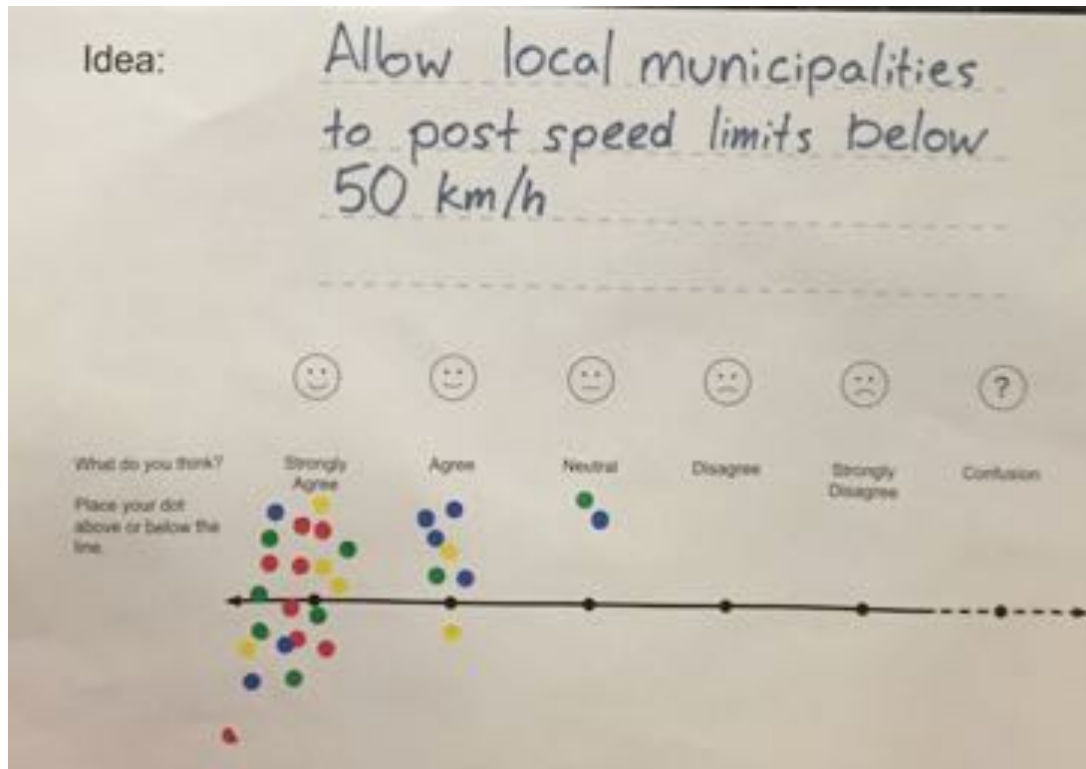 Idea:
Allow local municipalities
to post speed limits below
50 km/h
?
What do you think?
Strongly
Agree
Agree
Neutral
Disagree
Strongly
Disagree
Confusion
Place your dot
above or below the
line.